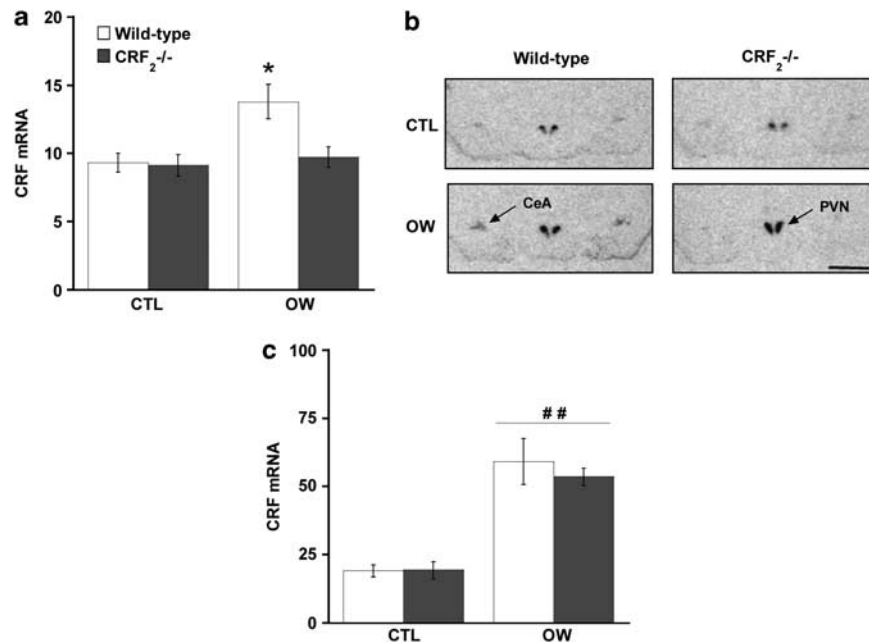 a
20
15
10
5
0
CRF mRNA
Wild-type
CRF2-/-
*
CTL OW
b
Wild-type CRF2-/-
CTL
OW
CeA
PVN
c
100
75
50
25
0
CRF mRNA
##
CTL OW